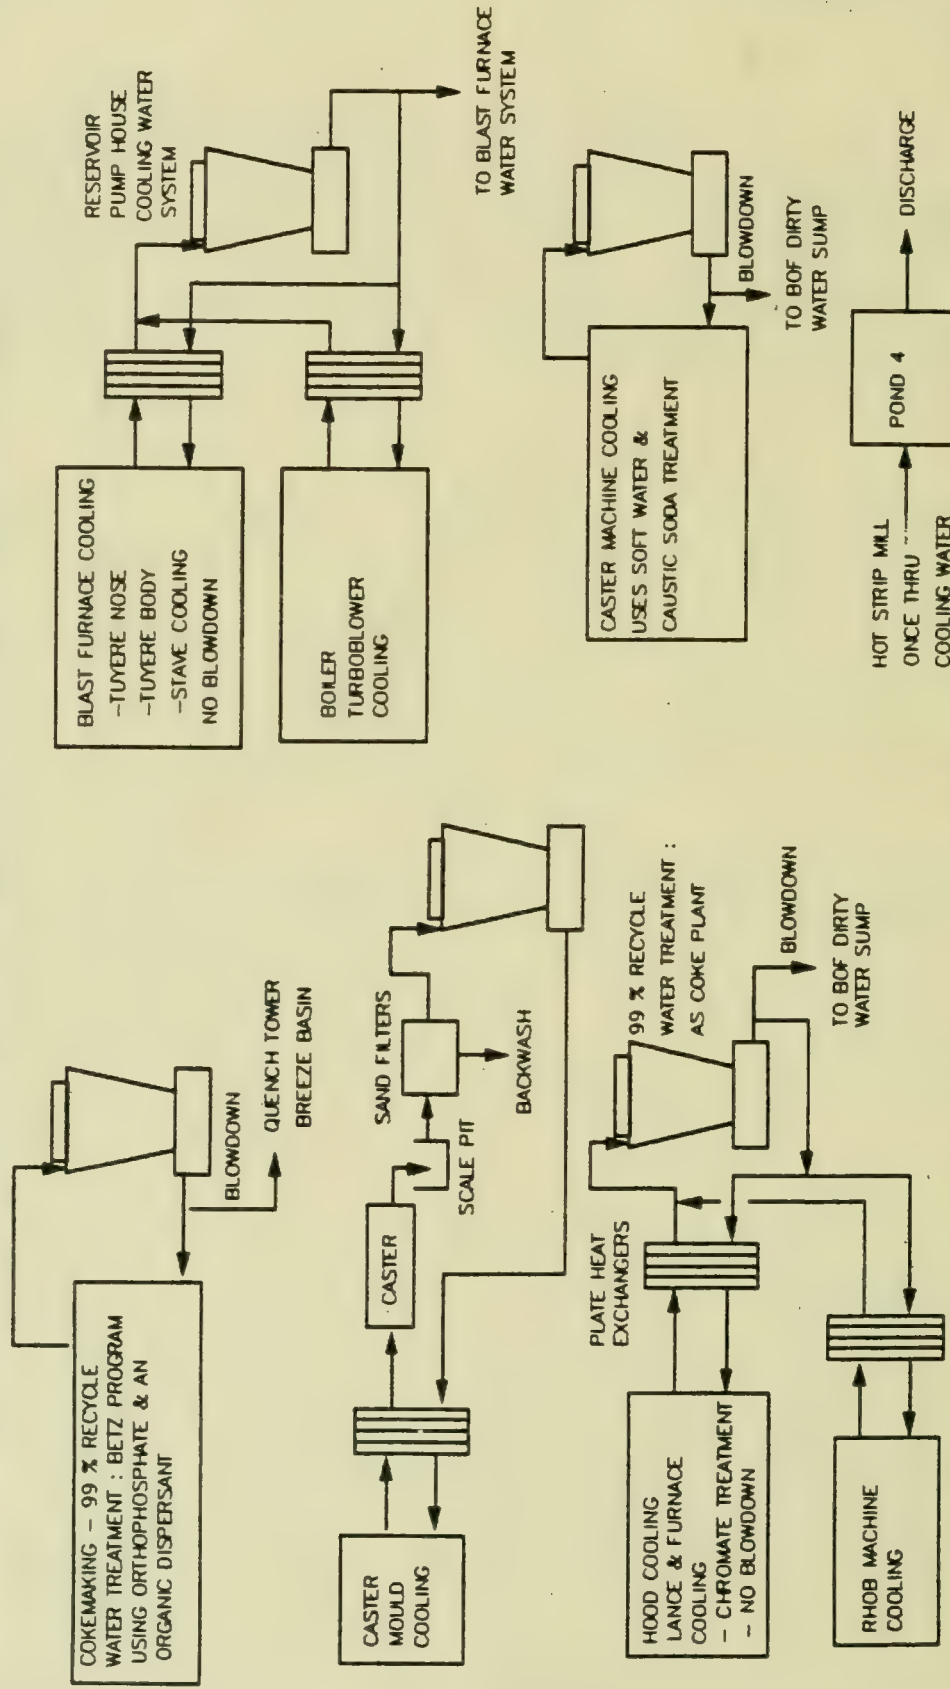 COKEMAKING - 99 % RECYCLE
WATER TREATMENT : BETZ PROGRAM
USING ORTHOPHOSPHATE & AN
ORGANIC DISPERSANT
BLOWDOWN
QUENCH TOWER
BREEZE BASIN
CASTER
MOULD
COOLING
CASTER
SCALE PIT
SAND FILTERS
BACKWASH
HOOD COOLING
LANCE & FURNACE
COOLING
- CHROMATE TREATMENT
- NO BLOWDOWN
PLATE HEAT
EXCHANGERS
99 % RECYCLE
WATER TREATMENT :
AS COKE PLANT
BLOWDOWN
TO BOF DIRTY
WATER SUMP
RHOB MACHINE
COOLING
BLAST FURNACE COOLING
-TUYERE NOSE
-TUYERE BODY
-STAVE COOLING
NO BLOWDOWN
RESERVOIR
PUMP HOUSE
COOLING WATER
SYSTEM
BOILER
TURBOBLOWER
COOLING
TO BLAST FURNACE
WATER SYSTEM
CASTER MACHINE COOLING
USES SOFT WATER &
CAUSTIC SODA TREATMENT
BLOWDOWN
TO BOF DIRTY
WATER SUMP
HOT STRIP MILL
ONCE THRU
COOLING WATER
POND 4
DISCHARGE